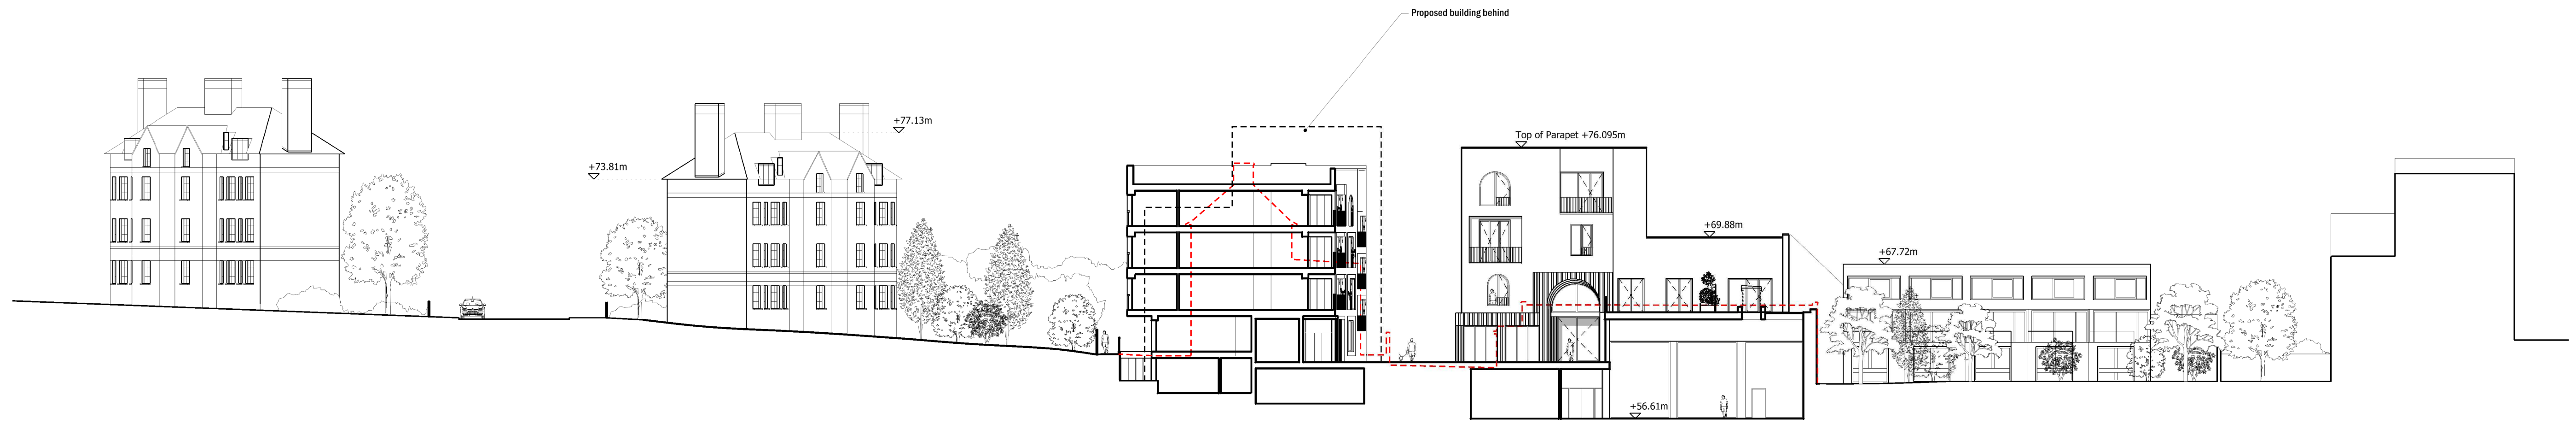 Proposed building behind
+77.13m
Top of Parapet +76.095m
+73.81m
+69.88m
+67.72m
+56.61m